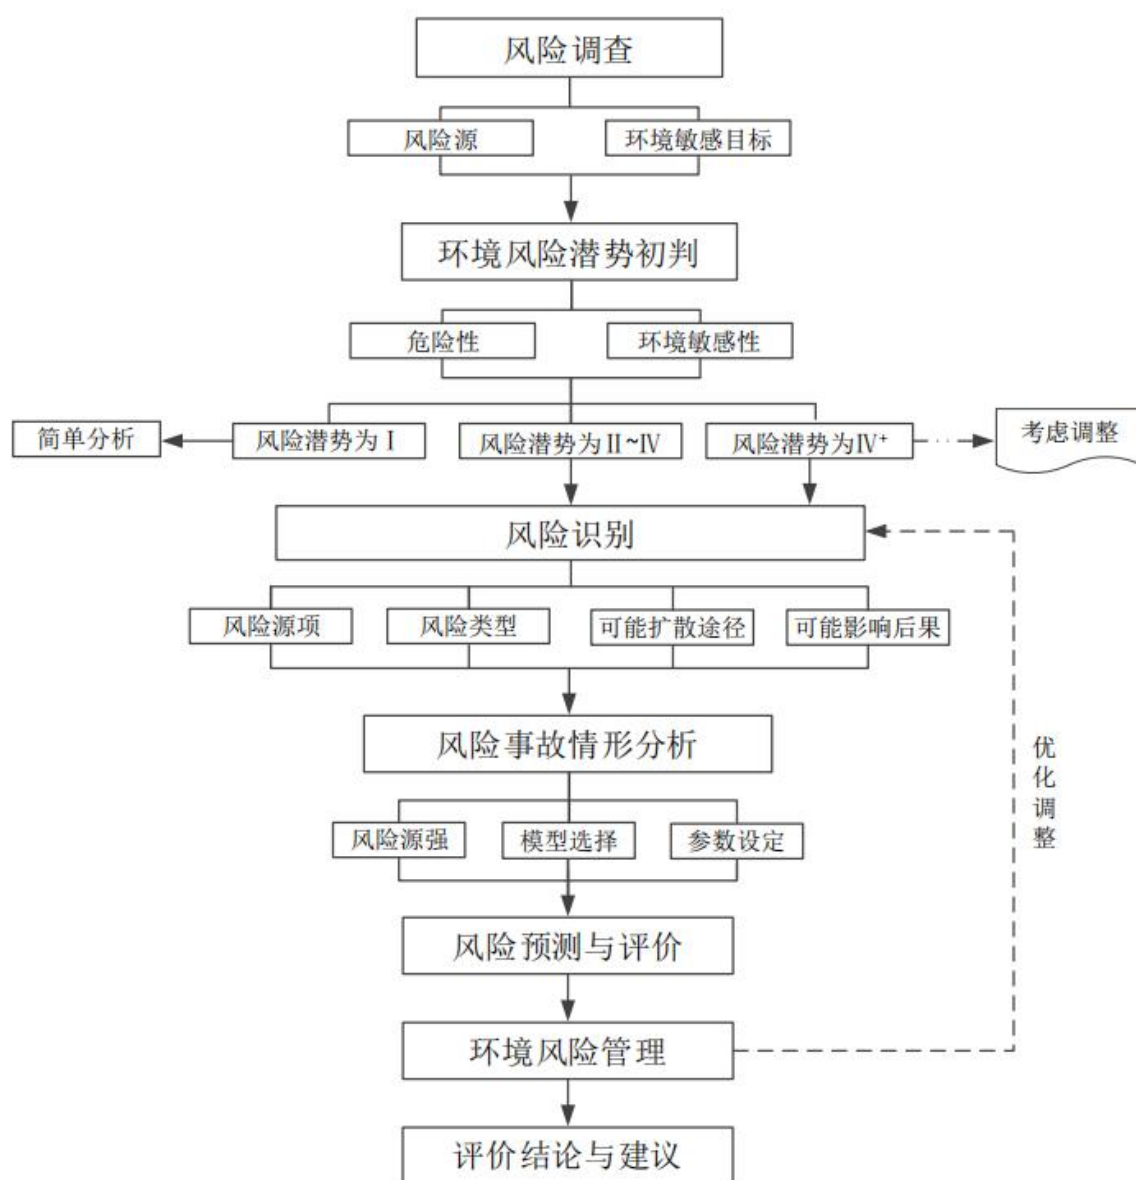 风险调查
风险源
环境敏感目标
环境风险潜势初判
危险性
环境敏感性
简单分析
风险潜势为Ⅰ
风险潜势为Ⅱ~Ⅳ
风险潜势为Ⅳ⁺
考虑调整
风险识别
风险源项
风险类型
可能扩散途径
可能影响后果
风险事故情形分析
风险源强
模型选择
参数设定
优化调整
风险预测与评价
环境风险管理
评价结论与建议